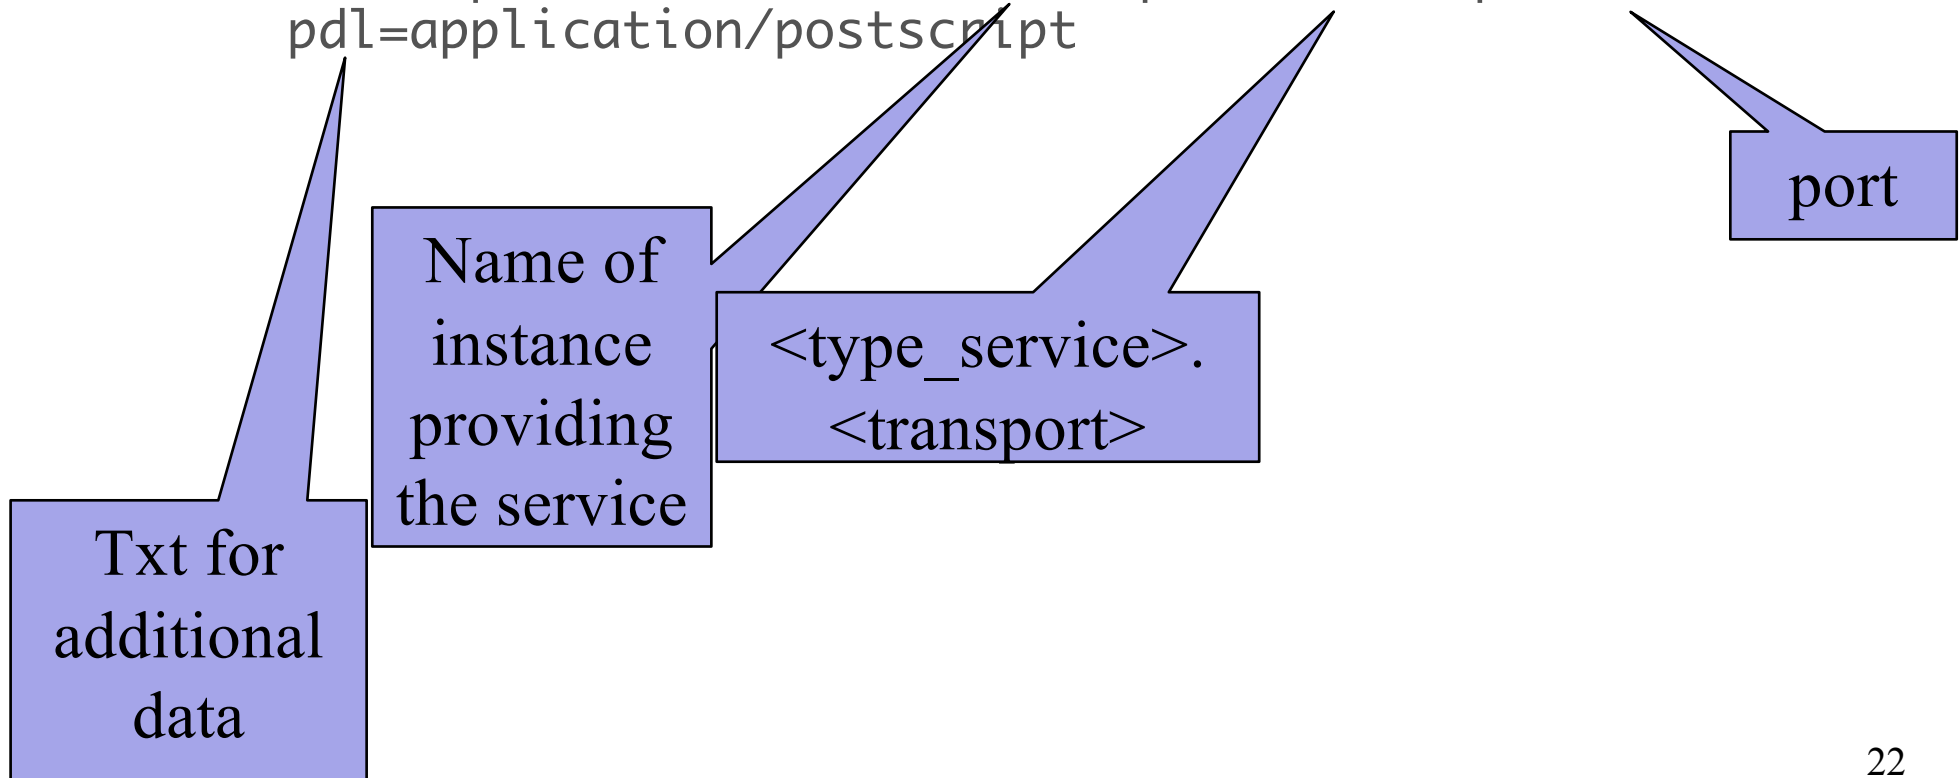 pdl=application/postscript
port
Name of
instance
providing
the service
<type_service>.
<transport>
Txt for
additional
data
22